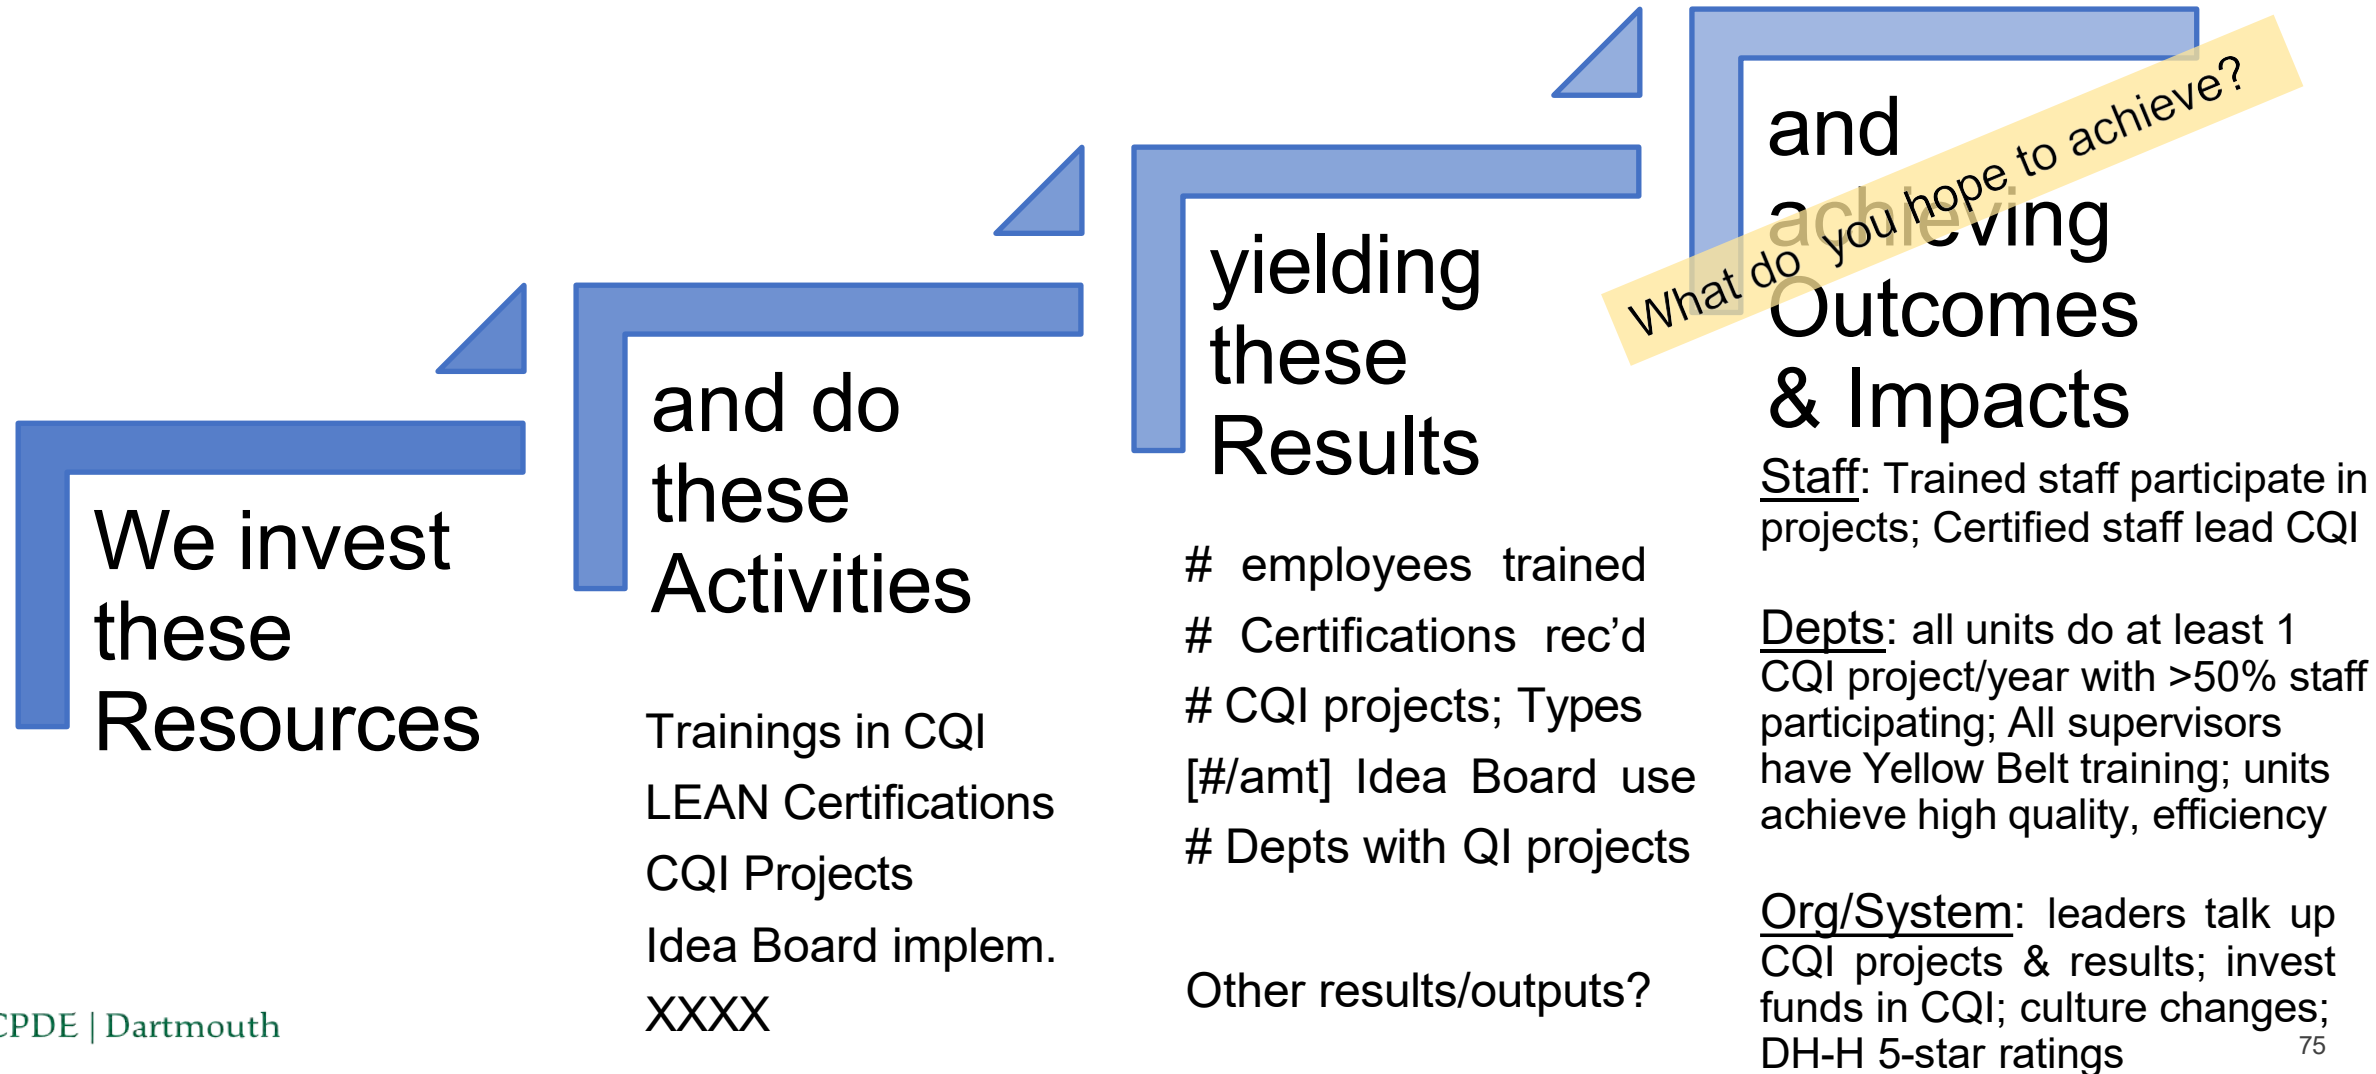 We invest
these
Resources
and do
these
Activities
Trainings in CQI
LEAN Certifications
CQI Projects
Idea Board implem.
XXXX
yielding
these
Results
# employees trained
# Certifications rec’d
# CQI projects; Types
[#/amt] Idea Board use
# Depts with QI projects
Other results/outputs?
and
achieving
Outcomes
& Impacts
What do you hope to achieve?
Staff: Trained staff participate in
projects; Certified staff lead CQI
Depts: all units do at least 1
CQI project/year with >50% staff
participating; All supervisors
have Yellow Belt training; units
achieve high quality, efficiency
Org/System: leaders talk up
CQI projects & results; invest
funds in CQI; culture changes;
DH-H 5-star ratings
CPDE | Dartmouth
75